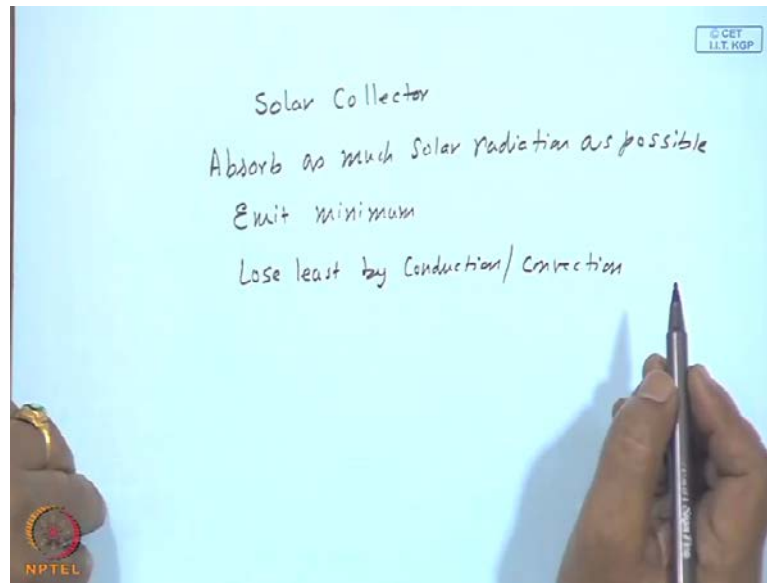 © CET
I.I.T. KGP
Solar Collector
Absorb as much Solar radiation as possible
Emit minimum
Lose least by Conduction/Convection
NPTEL